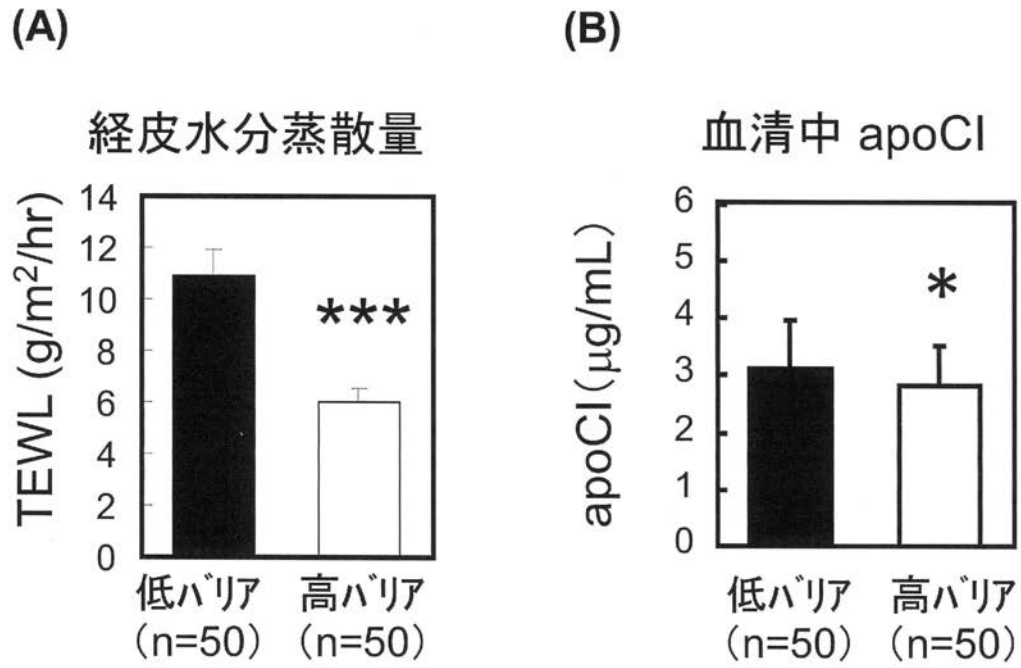 (A)
経皮水分蒸散量
TEWL (g/m²/hr)
14
12
10
8
6
4
2
0
***
低バリア
(n=50)
高バリア
(n=50)
(B)
血清中 apoCI
apoCI (μg/mL)
6
5
4
3
2
1
0
*
低バリア
(n=50)
高バリア
(n=50)